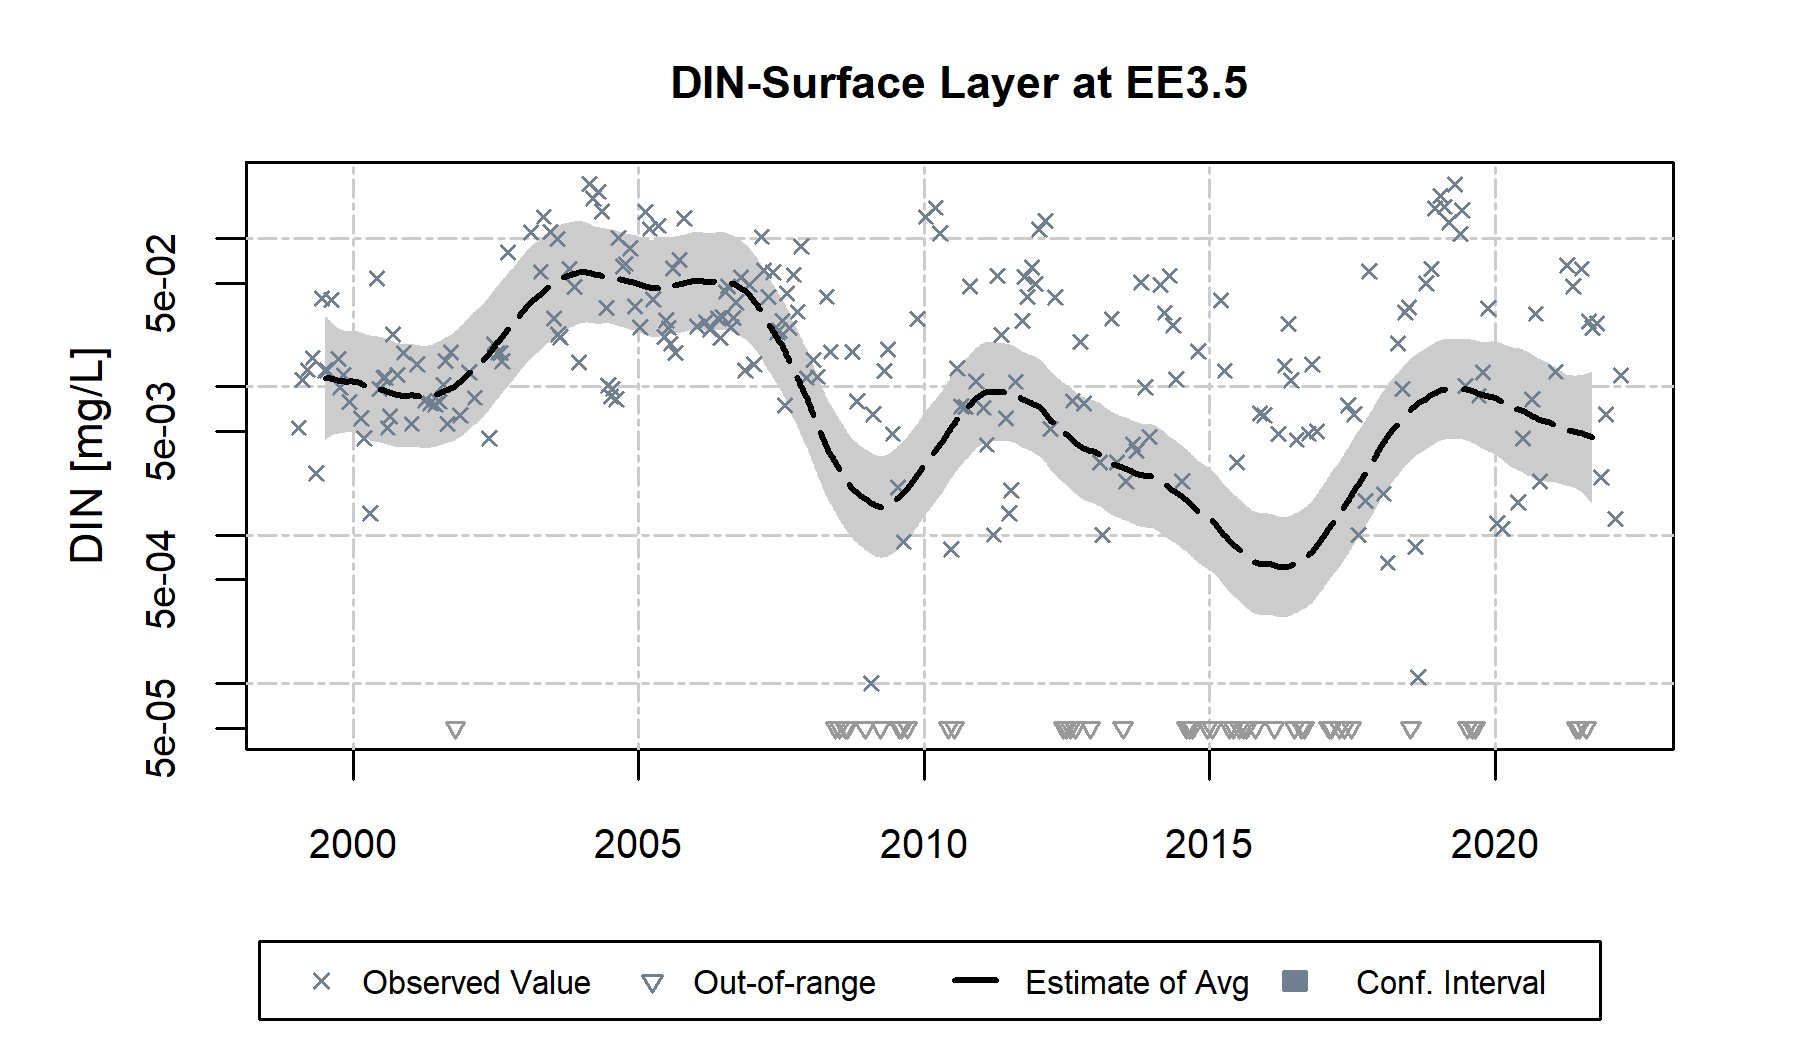 DIN-Surface Layer at EE3.5
DIN [mg/L]
5e-02
5e-03
5e-04
5e-05
2000 2005 2010 2015 2020
Observed Value Out-of-range Estimate of Avg Conf. Interval